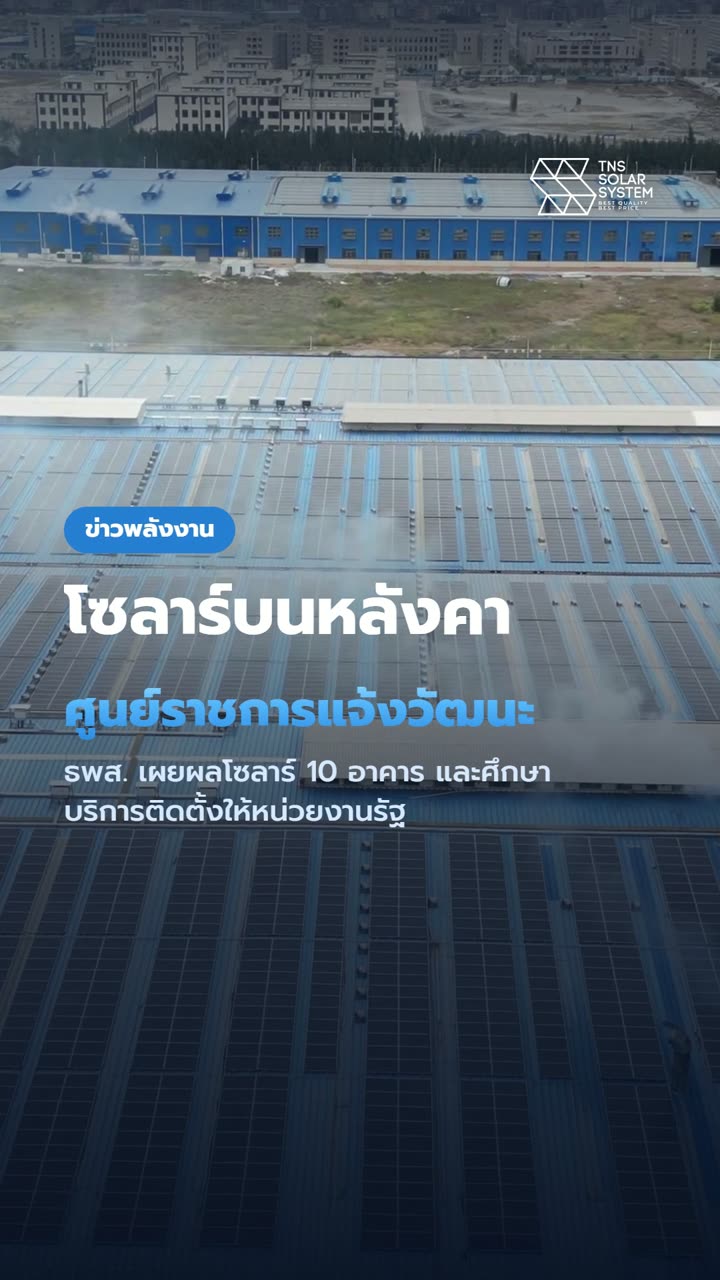 TNS
SOLAR
SYSTEM
BEST QUALITY
BEST PRICE
ข่าวพลังงาน
โซลาร์บนหลังคา
ศูนย์ราชการแจ้งวัฒนะ
ธพส. เผยผลโซลาร์ 10 อาคาร และศึกษา
บริการติดตั้งให้หน่วยงานรัฐ